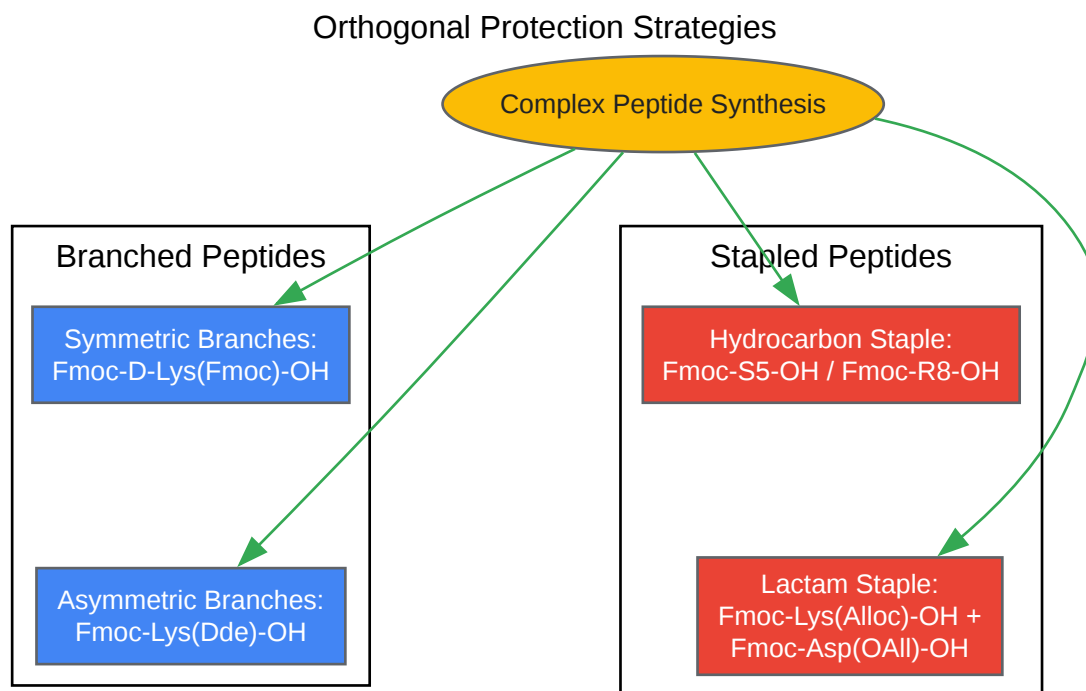 Orthogonal Protection Strategies
Complex Peptide Synthesis
Branched Peptides
Symmetric Branches:
Fmoc-D-Lys(Fmoc)-OH
Asymmetric Branches:
Fmoc-Lys(Dde)-OH
Stapled Peptides
Hydrocarbon Staple:
Fmoc-S5-OH / Fmoc-R8-OH
Lactam Staple:
Fmoc-Lys(Alloc)-OH +
Fmoc-Asp(OAll)-OH